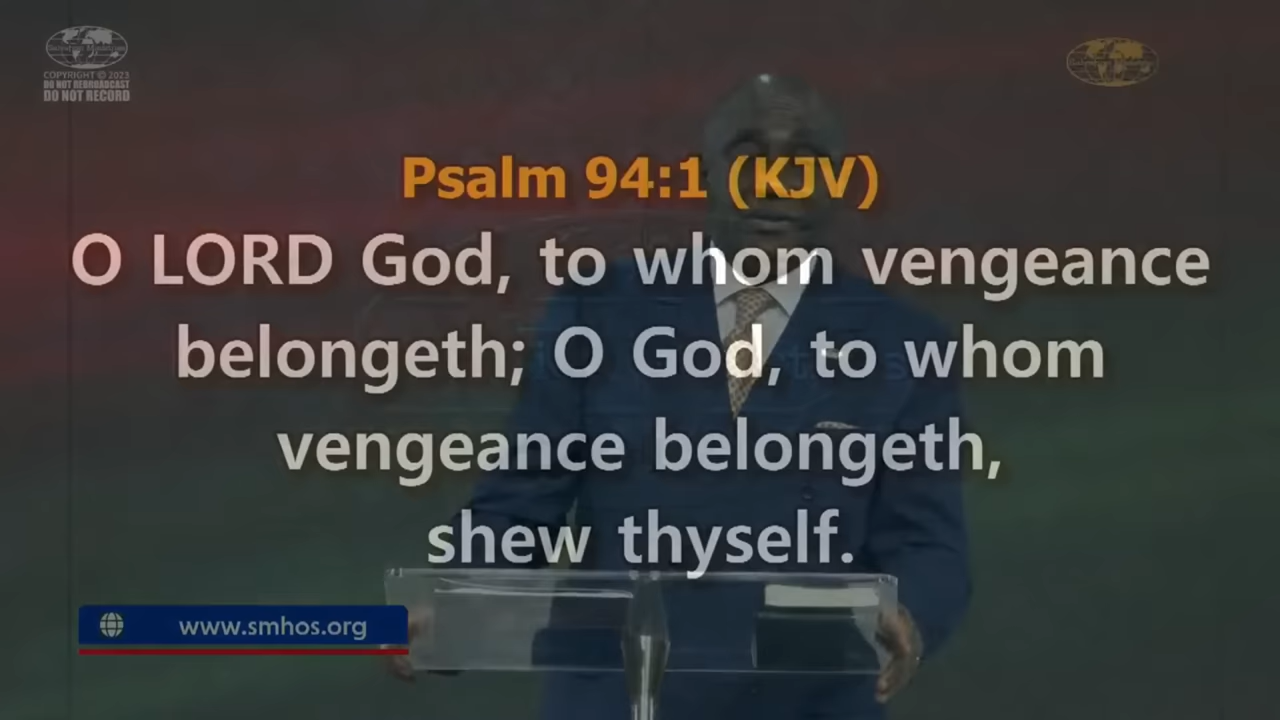 COPYRIGHT © 2023
DO NOT REBROADCAST
DO NOT RECORD
Psalm 94:1 (KJV)
O LORD God, to whom vengeance
belongeth; O God, to whom
vengeance belongeth,
shew thyself.
www.smhos.org